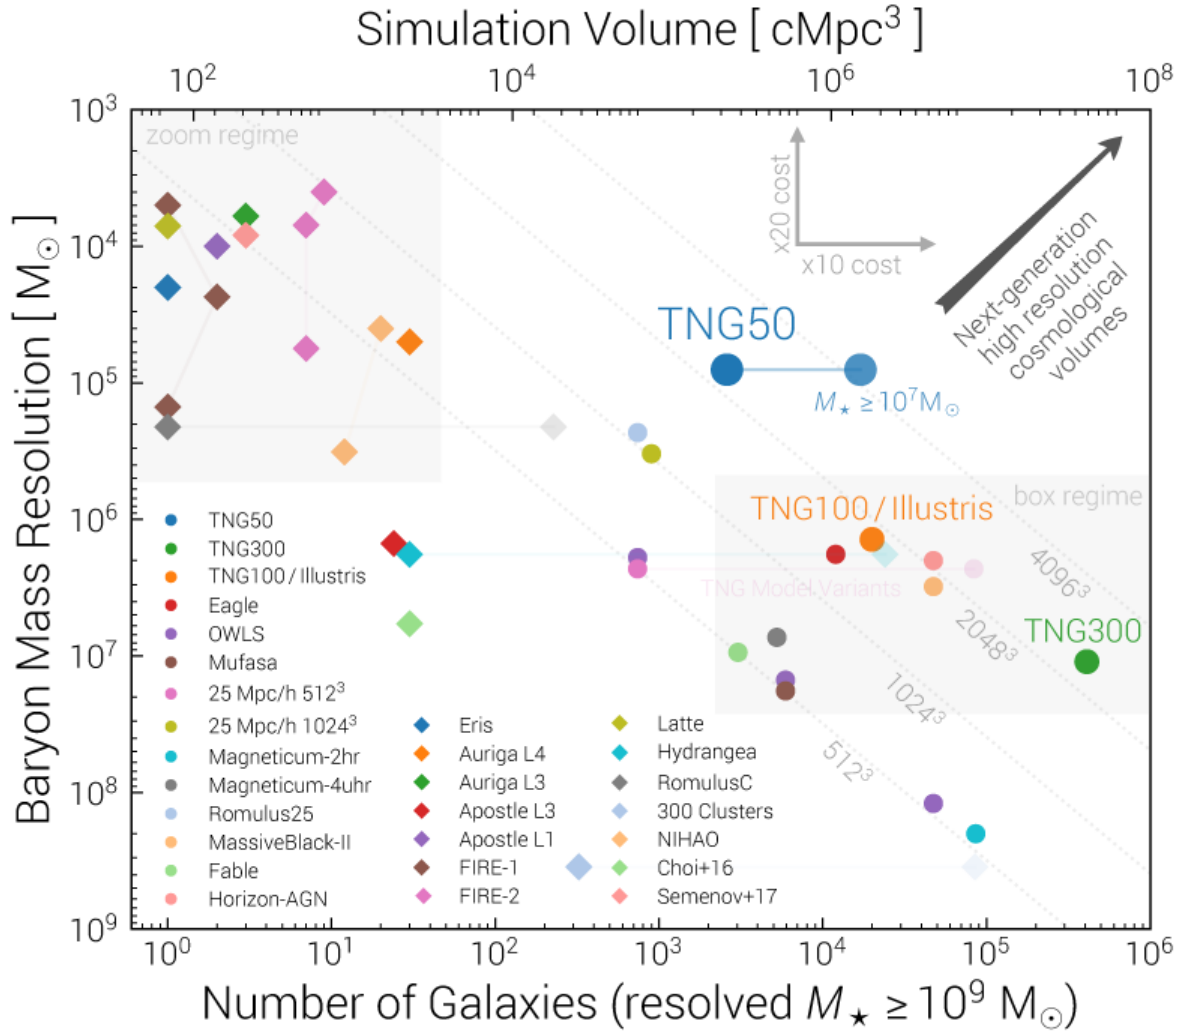 Simulation Volume [ cMpc³ ]
10² 10⁴ 10⁶ 10⁸
Baryon Mass Resolution [ M☉ ]
10³
10⁴
10⁵
10⁶
10⁷
10⁸
10⁹
zoom regime
x20 cost
x10 cost
Next-generation
high resolution
cosmological
volumes
TNG50
M⋆ ≥ 10⁷M☉
box regime
TNG100 / Illustris
TNG Model Variants
TNG300
4096³
2048³
1024³
512³
TNG50
TNG300
TNG100 / Illustris
Eagle
OWLS
Mufasa
25 Mpc/h 512³
25 Mpc/h 1024³
Magneticum-2hr
Magneticum-4uhr
Romulus25
MassiveBlack-II
Fable
Horizon-AGN
Eris
Auriga L4
Auriga L3
Apostle L3
Apostle L1
FIRE-1
FIRE-2
Latte
Hydrangea
RomulusC
300 Clusters
NIHAO
Choi+16
Semenov+17
10⁰ 10¹ 10² 10³ 10⁴ 10⁵ 10⁶
Number of Galaxies (resolved M⋆ ≥ 10⁹ M☉)